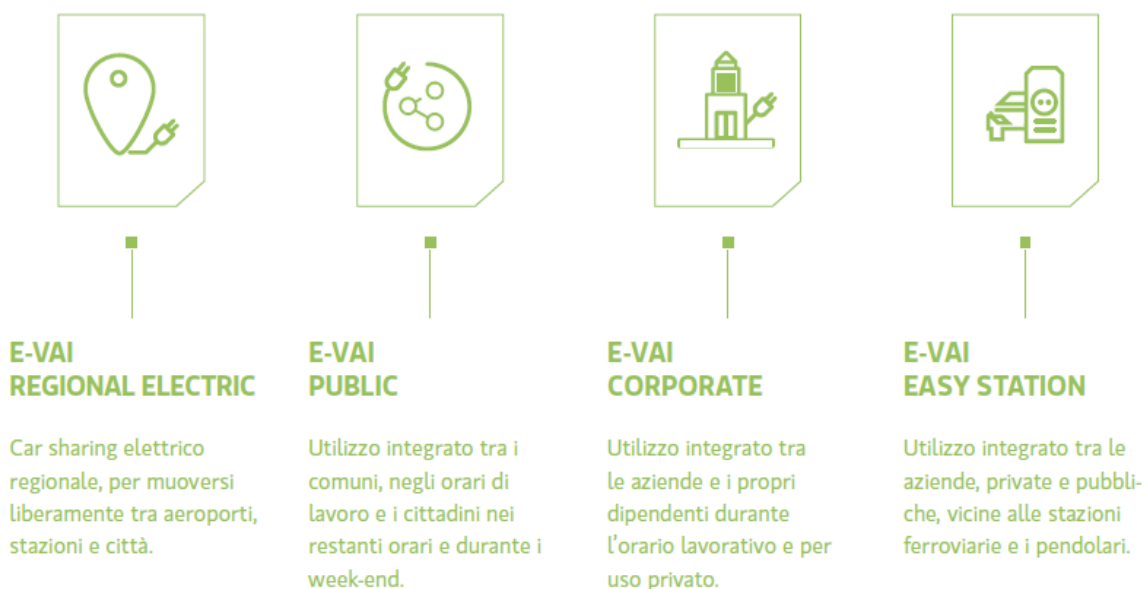 E-VAI
REGIONAL ELECTRIC
Car sharing elettrico
regionale, per muoversi
liberamente tra aeroporti,
stazioni e città.
E-VAI
PUBLIC
Utilizzo integrato tra i
comuni, negli orari di
lavoro e i cittadini nei
restanti orari e durante i
week-end.
E-VAI
CORPORATE
Utilizzo integrato tra
le aziende e i propri
dipendenti durante
l'orario lavorativo e per
uso privato.
E-VAI
EASY STATION
Utilizzo integrato tra le
aziende, private e pubbli-
che, vicine alle stazioni
ferroviarie e i pendolari.